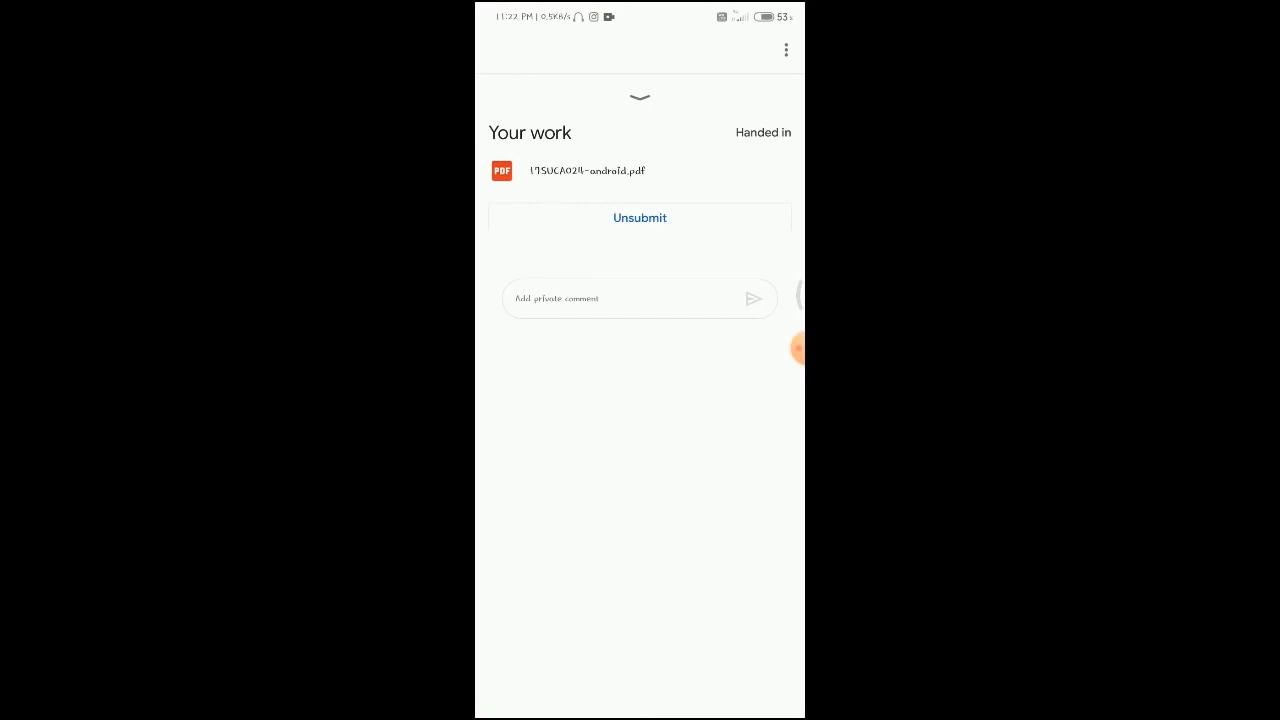 11:22 PM | 0.5KB/s 53
Your work
Handed in
PDF 17SUCA024-android.pdf
Unsubmit
Add private comment